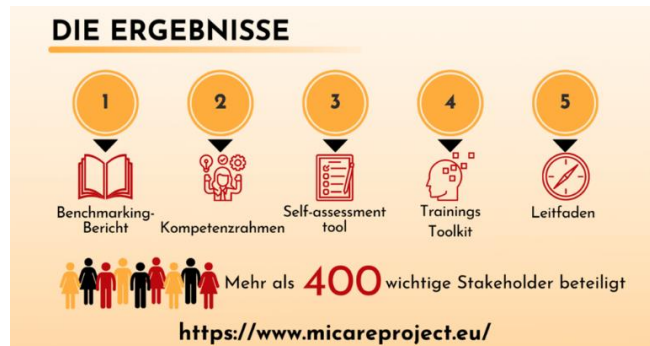 DIE ERGEBNISSE
1
2
3
4
5
Benchmarking-
Bericht
Kompetenzrahmen
Self-assessment
tool
Trainings
Toolkit
Leitfaden
Mehr als 400 wichtige Stakeholder beteiligt
https://www.micareproject.eu/